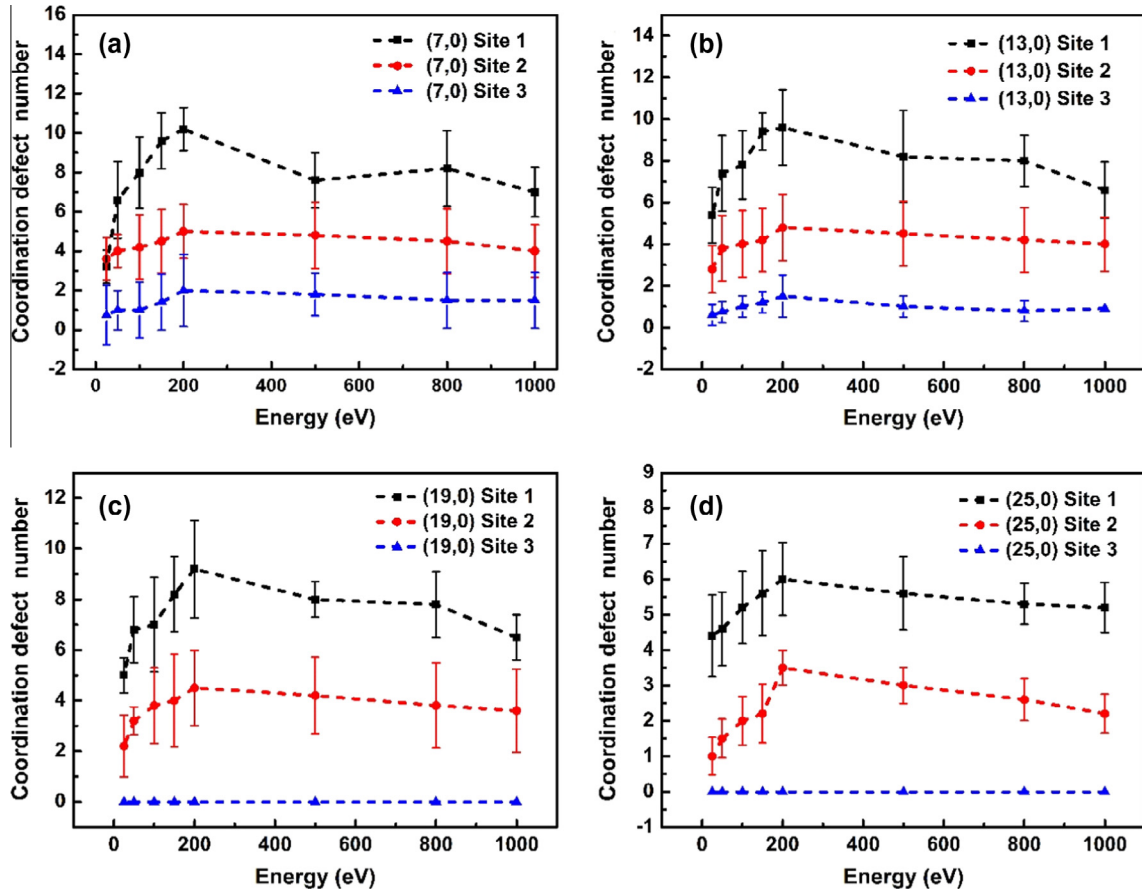 (a)
(7,0) Site 1
(7,0) Site 2
(7,0) Site 3
Coordination defect number
16
14
12
10
8
6
4
2
0
-2
0 200 400 600 800 1000
Energy (eV)
(b)
(13,0) Site 1
(13,0) Site 2
(13,0) Site 3
Coordination defect number
14
12
10
8
6
4
2
0
-2
0 200 400 600 800 1000
Energy (eV)
(c)
(19,0) Site 1
(19,0) Site 2
(19,0) Site 3
Coordination defect number
12
10
8
6
4
2
0
0 200 400 600 800 1000
Energy (eV)
(d)
(25,0) Site 1
(25,0) Site 2
(25,0) Site 3
Coordination defect number
9
8
7
6
5
4
3
2
1
0
-1
0 200 400 600 800 1000
Energy (eV)